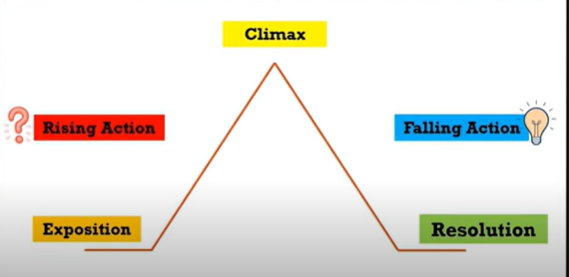 Climax
Rising Action
Falling Action
Exposition
Resolution